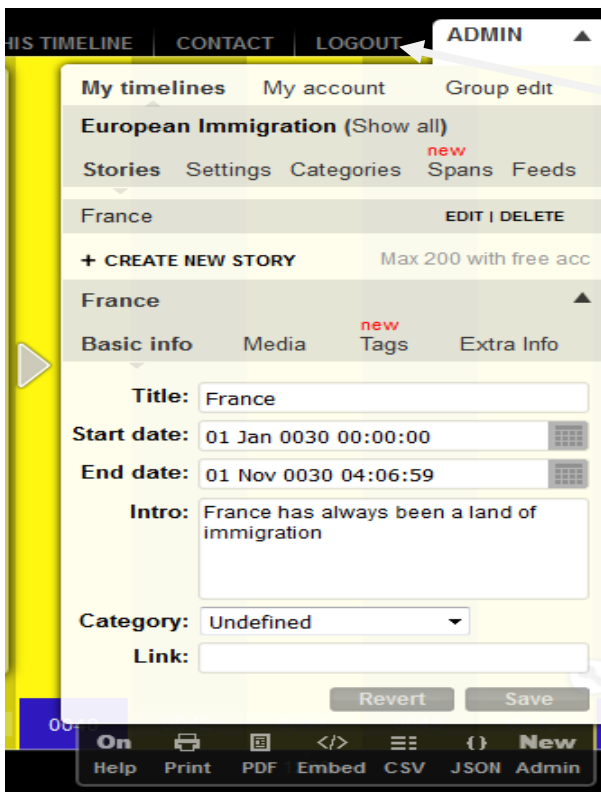 HIS TIMELINE CONTACT LOGOUT ADMIN
My timelines My account Group edit
European Immigration (Show all)
new
Stories Settings Categories Spans Feeds
France EDIT | DELETE
+ CREATE NEW STORY Max 200 with free acc
France
new
Basic info Media Tags Extra Info
Title: France
Start date: 01 Jan 0030 00:00:00
End date: 01 Nov 0030 04:06:59
Intro: France has always been a land of
immigration
Category: Undefined
Link:
Revert Save
On </> {} New
Help Print PDF Embed CSV JSON Admin